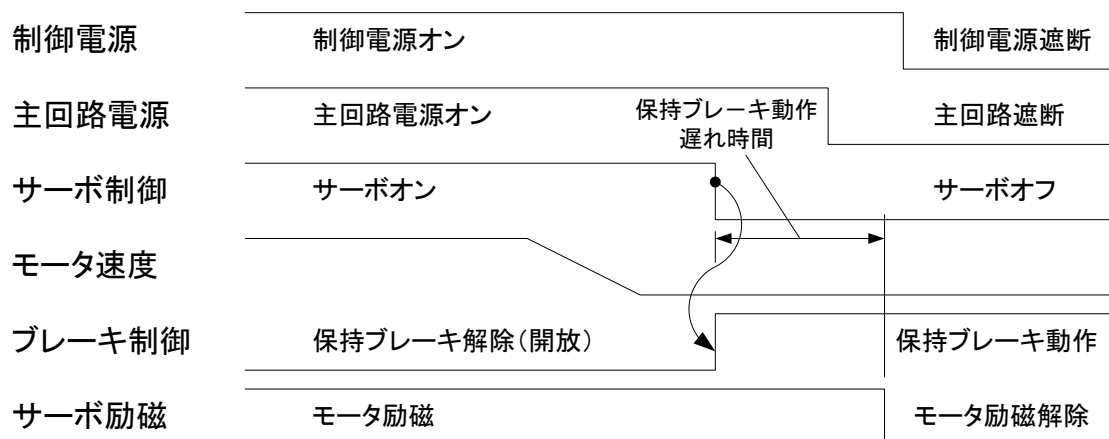 制御電源
制御電源オン
制御電源遮断
主回路電源
主回路電源オン
保持ブレーキ動作
遅れ時間
主回路遮断
サーボ制御
サーボオン
サーボオフ
モータ速度
ブレーキ制御
保持ブレーキ解除(開放)
保持ブレーキ動作
サーボ励磁
モータ励磁
モータ励磁解除